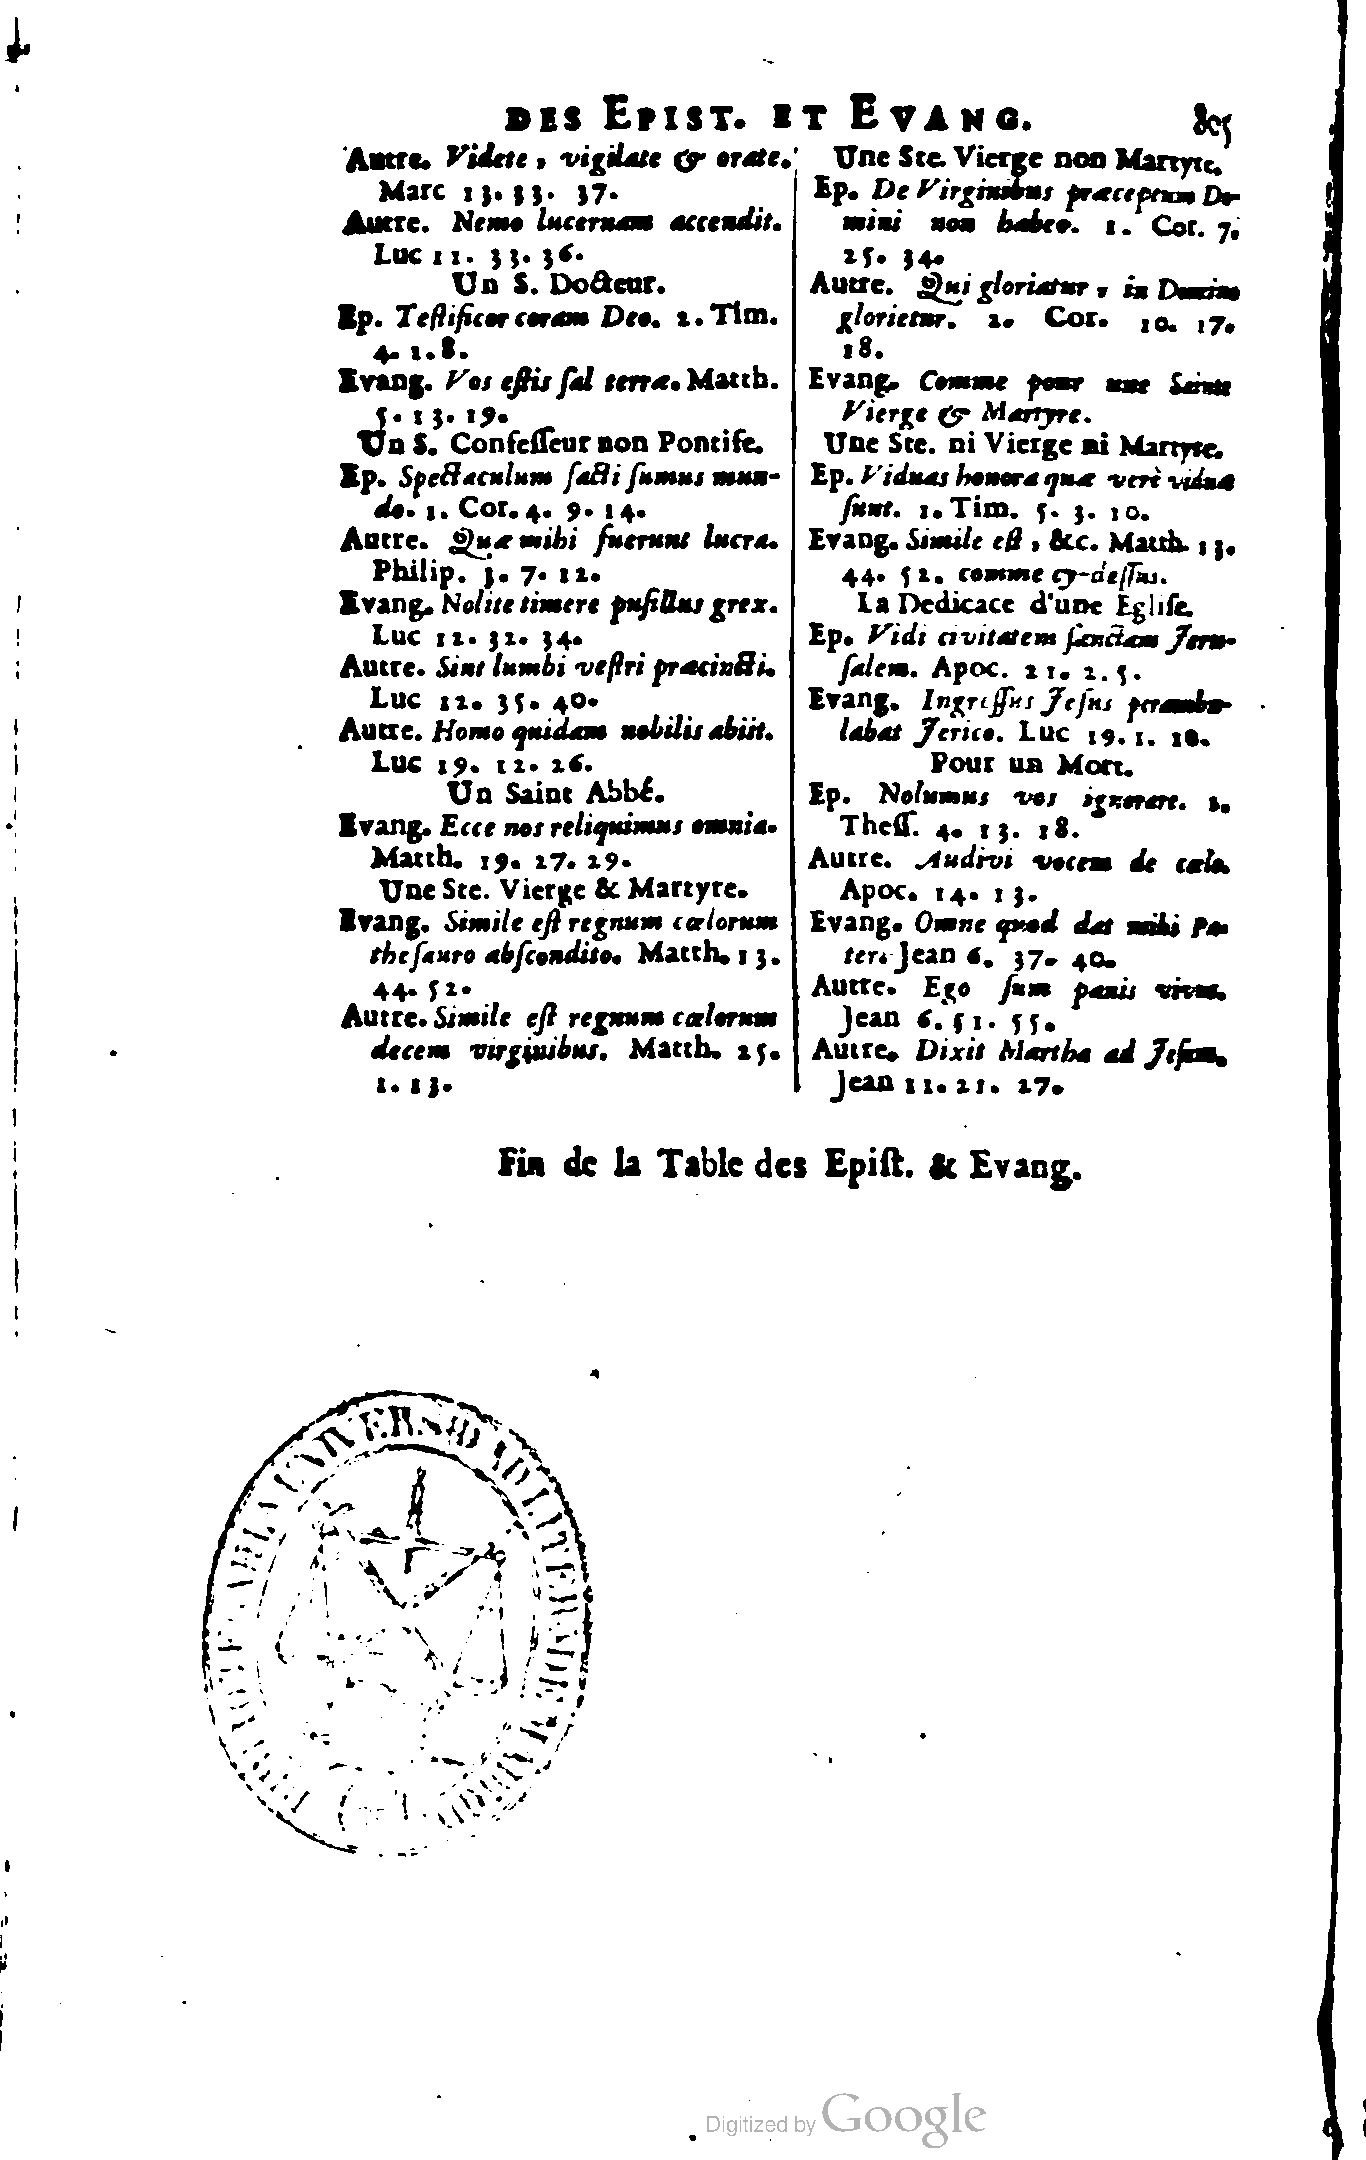 DES EPIST. ET EVANG. 805
Autre. Videte, vigilate & orate.
Marc 13. 33. 37.
Autre. Nemo lucernam accendit.
Luc 11. 33. 36.
Un S. Docteur.
Ep. Teſtificor coram Deo. 2. Tim.
4. 1. 8.
Evang. Vos eſtis ſal terræ. Matth.
5. 13. 19.
Un S. Confeſſeur non Pontife.
Ep. Spectaculum facti ſumus mun-
do. 1. Cor. 4. 9. 14.
Autre. Quæ mihi fuerunt lucra.
Philip. 3. 7. 12.
Evang. Nolite timere puſillus grex.
Luc 12. 32. 34.
Autre. Sint lumbi veſtri præcincti.
Luc 12. 35. 40.
Autre. Homo quidam nobilis abiit.
Luc 19. 12. 26.
Un Saint Abbé.
Evang. Ecce nos reliquimus omnia.
Matth. 19. 27. 29.
Une Ste. Vierge & Martyre.
Evang. Simile eſt regnum cœlorum
theſauro abſcondito. Matth. 13.
44. 52.
Autre. Simile eſt regnum cœlorum
decem virginibus. Matth. 25.
1. 13.
Une Ste. Vierge non Martyre.
Ep. De Virginibus præceptum Do-
mini non habeo. 1. Cor. 7.
25. 34.
Autre. Qui gloriatur, in Domino
glorietur. 2. Cor. 10. 17.
18.
Evang. Comme pour une Sainte
Vierge & Martyre.
Une Ste. ni Vierge ni Martyre.
Ep. Viduas honora quæ verè viduæ
ſunt. 1. Tim. 5. 3. 10.
Evang. Simile eſt, &c. Matth. 13.
44. 52. comme cy-deſſus.
La Dedicace d'une Egliſe.
Ep. Vidi civitatem ſanctam Jeru-
ſalem. Apoc. 21. 2. 5.
Evang. Ingreſſus Jeſus perambu-
labat Jerico. Luc 19. 1. 10.
Pour un Mort.
Ep. Nolumus vos ignorare. 1.
Theſſ. 4. 13. 18.
Autre. Audivi vocem de cœlo.
Apoc. 14. 13.
Evang. Omne quod dat mihi Pa-
ter. Jean 6. 37. 40.
Autre. Ego ſum panis vivus.
Jean 6. 51. 55.
Autre. Dixit Martha ad Jeſum.
Jean 11. 21. 27.
Fin de la Table des Epiſt. & Evang.
Digitized by Google